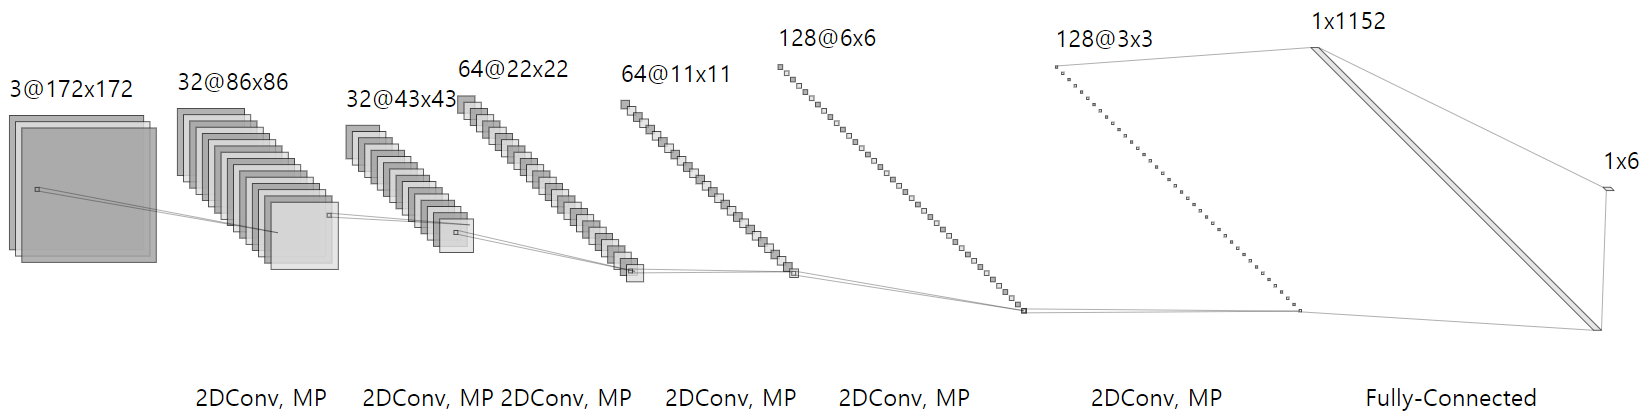 3@172x172
32@86x86
32@43x43
64@22x22
64@11x11
128@6x6
128@3x3
1x1152
1x6
2DConv, MP
2DConv, MP
2DConv, MP
2DConv, MP
2DConv, MP
2DConv, MP
Fully-Connected